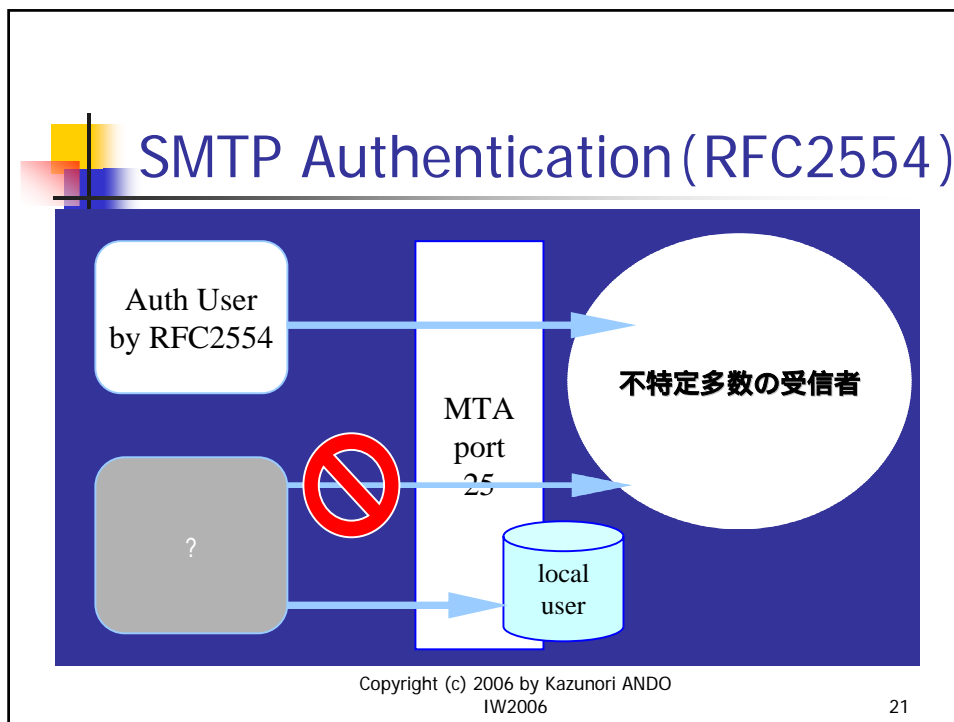 SMTP Authentication(RFC2554)
Auth User
by RFC2554
不特定多数の受信者
MTA
port
25
?
local
user
Copyright (c) 2006 by Kazunori ANDO
IW2006
21